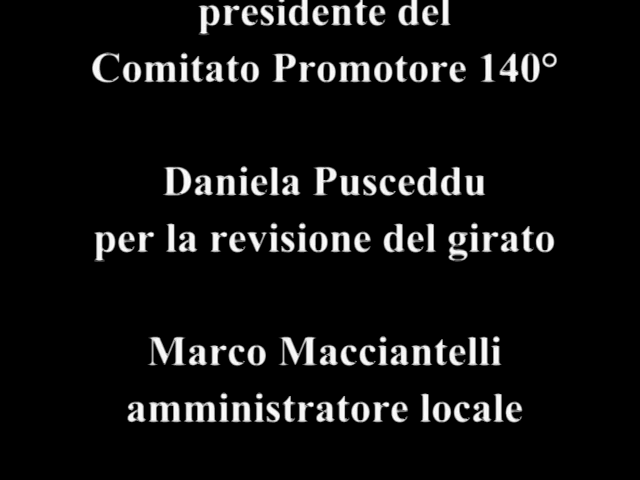 presidente del
Comitato Promotore 140°
Daniela Pusceddu
per la revisione del girato
Marco Macciantelli
amministratore locale